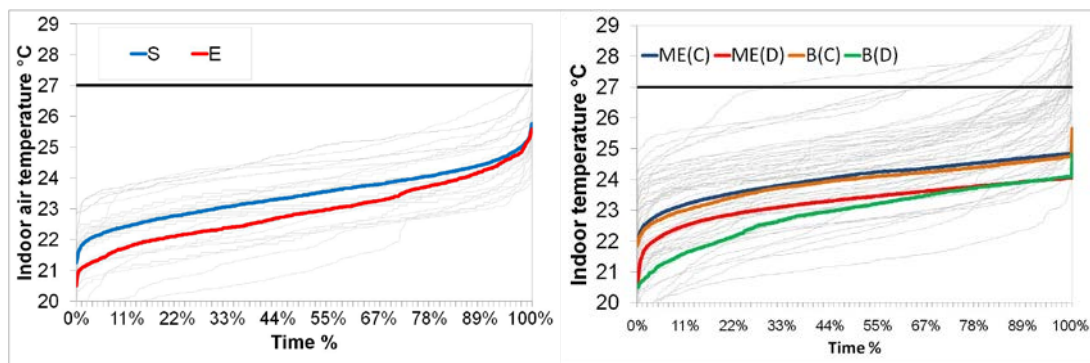 Indoor air temperature °C
29
28
27
26
25
24
23
22
21
20
S E
0% 11% 22% 33% 44% 55% 67% 78% 89% 100%
Time %
Indoor temperature °C
29
28
27
26
25
24
23
22
21
20
ME(C) ME(D) B(C) B(D)
0% 11% 22% 33% 44% 55% 67% 78% 89% 100%
Time %